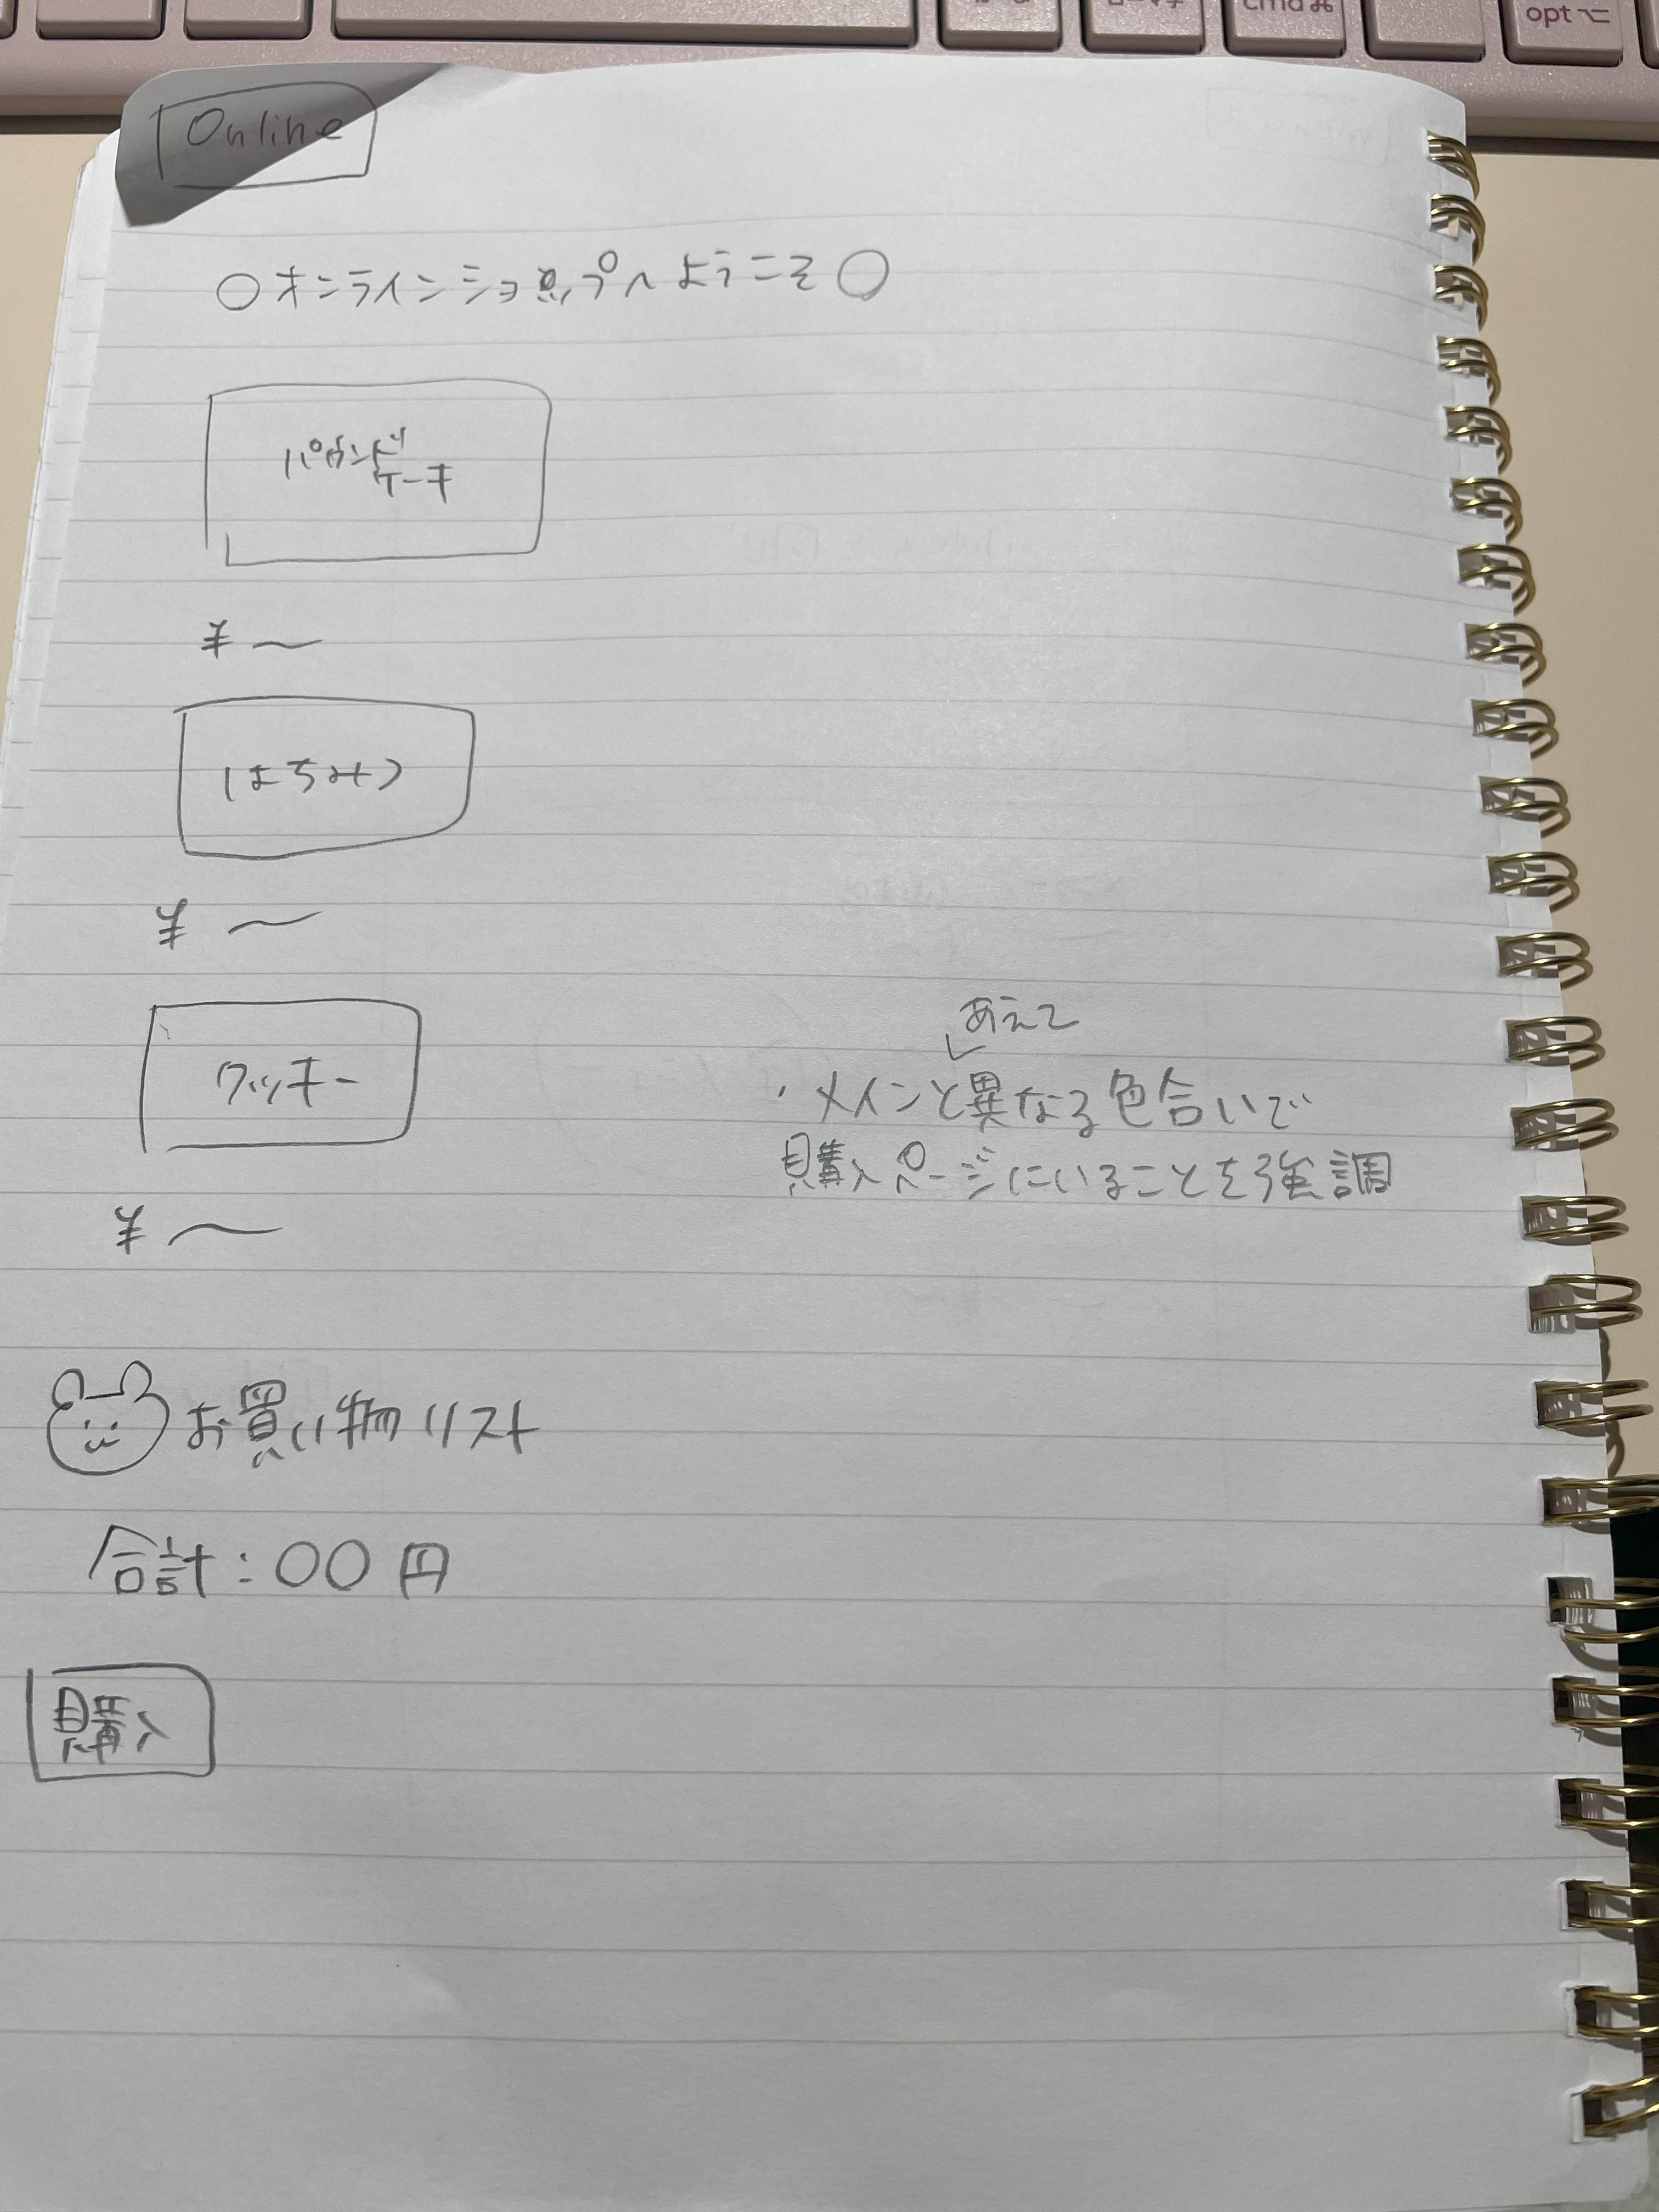 cmd ⌘
opt ⌥
Online
○オンラインショップへようこそ○
パウンド
ケーキ
¥ 〜
はちみつ
¥ 〜
クッキー
¥ 〜
あえて
・メインと異なる色合いで
購入ページにいることを強調
お買い物リスト
合計:○○円
購入